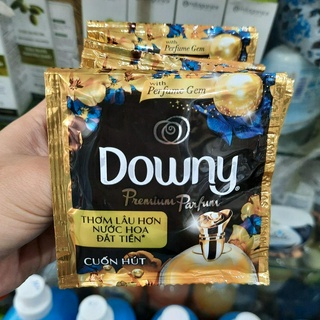 with
Perfume Gem
with
Perfume Gem
Downy
Premium Parfum
THƠM LÂU HƠN
NƯỚC HOA
ĐẮT TIỀN*
CUỐN HÚT